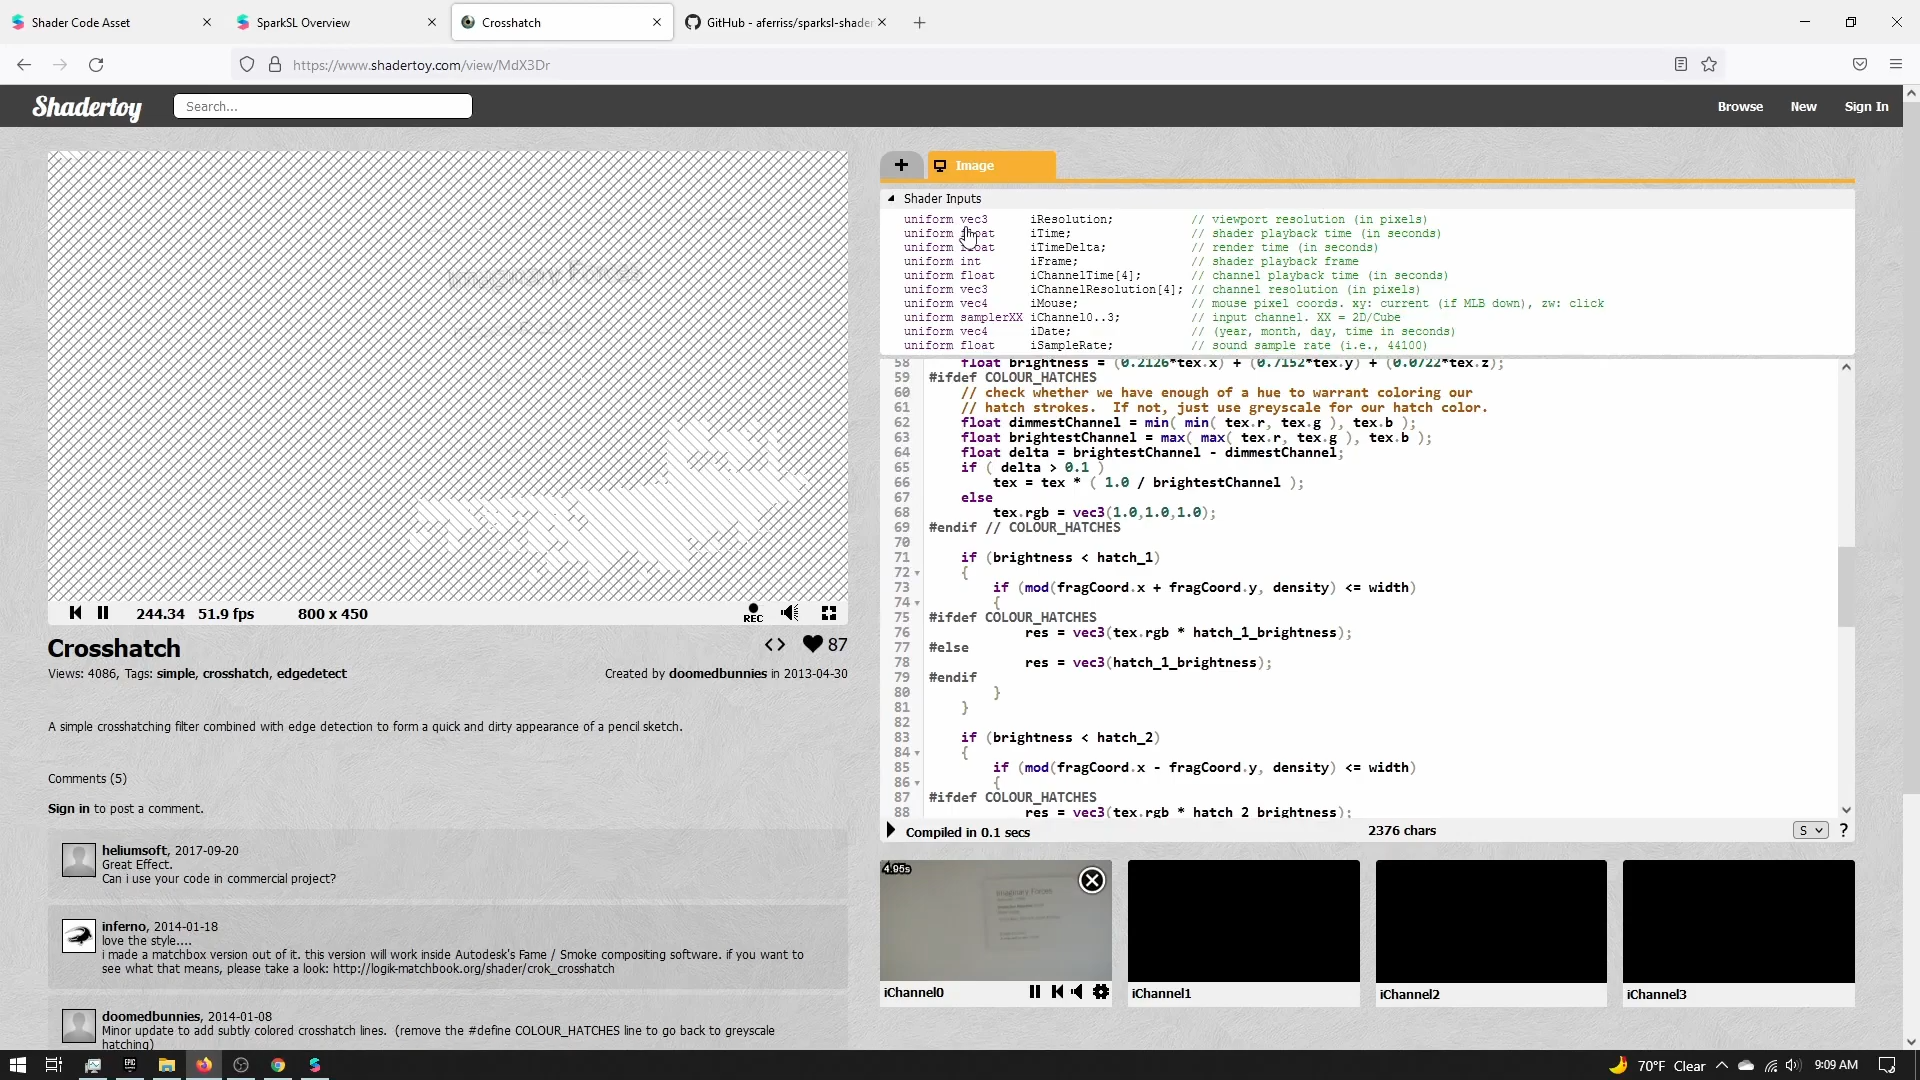 Shader Code Asset
SparkSL Overview
Crosshatch
GitHub - aferriss/sparksl-shader
https://www.shadertoy.com/view/MdX3Dr
Shadertoy
Search...
Browse
New
Sign In
Image
Shader Inputs
uniform vec3 iResolution; // viewport resolution (in pixels)
uniform float iTime; // shader playback time (in seconds)
uniform float iTimeDelta; // render time (in seconds)
uniform int iFrame; // shader playback frame
uniform float iChannelTime[4]; // channel playback time (in seconds)
uniform vec3 iChannelResolution[4]; // channel resolution (in pixels)
uniform vec4 iMouse; // mouse pixel coords. xy: current (if MLB down), zw: click
uniform samplerXX iChannel0..3; // input channel. XX = 2D/Cube
uniform vec4 iDate; // (year, month, day, time in seconds)
uniform float iSampleRate; // sound sample rate (i.e., 44100)
58 float brightness = (0.2126*tex.x) + (0.7152*tex.y) + (0.0722*tex.z);
59 #ifdef COLOUR_HATCHES
60 // check whether we have enough of a hue to warrant coloring our
61 // hatch strokes.  If not, just use greyscale for our hatch color.
62 float dimmestChannel = min( min( tex.r, tex.g ), tex.b );
63 float brightestChannel = max( max( tex.r, tex.g ), tex.b );
64 float delta = brightestChannel - dimmestChannel;
65 if ( delta > 0.1 )
66 tex = tex * ( 1.0 / brightestChannel );
67 else
68 tex.rgb = vec3(1.0,1.0,1.0);
69 #endif // COLOUR_HATCHES
70
71 if (brightness < hatch_1)
72 {
73 if (mod(fragCoord.x + fragCoord.y, density) <= width)
74 {
75 #ifdef COLOUR_HATCHES
76 res = vec3(tex.rgb * hatch_1_brightness);
77 #else
78 res = vec3(hatch_1_brightness);
79 #endif
80 }
81 }
82
83 if (brightness < hatch_2)
84 {
85 if (mod(fragCoord.x - fragCoord.y, density) <= width)
86 {
87 #ifdef COLOUR_HATCHES
88 res = vec3(tex.rgb * hatch_2_brightness);
Compiled in 0.1 secs
2376 chars
S
?
Imaginary Forces
244.34 51.9 fps 800 x 450
REC
Crosshatch
87
Views: 4086, Tags: simple, crosshatch, edgedetect
Created by doomedbunnies in 2013-04-30
A simple crosshatching filter combined with edge detection to form a quick and dirty appearance of a pencil sketch.
Comments (5)
Sign in to post a comment.
heliumsoft, 2017-09-20
Great Effect.
Can i use your code in commercial project?
inferno, 2014-01-18
love the style....
i made a matchbox version out of it. this version will work inside Autodesk's Fame / Smoke compositing software. if you want to
see what that means, please take a look: http://logik-matchbook.org/shader/crok_crosshatch
doomedbunnies, 2014-01-08
Minor update to add subtly colored crosshatch lines.  (remove the #define COLOUR_HATCHES line to go back to greyscale
hatching)
4.95s
Imaginary Forces
iChannel0
iChannel1
iChannel2
iChannel3
EPIC
70°F Clear
9:09 AM